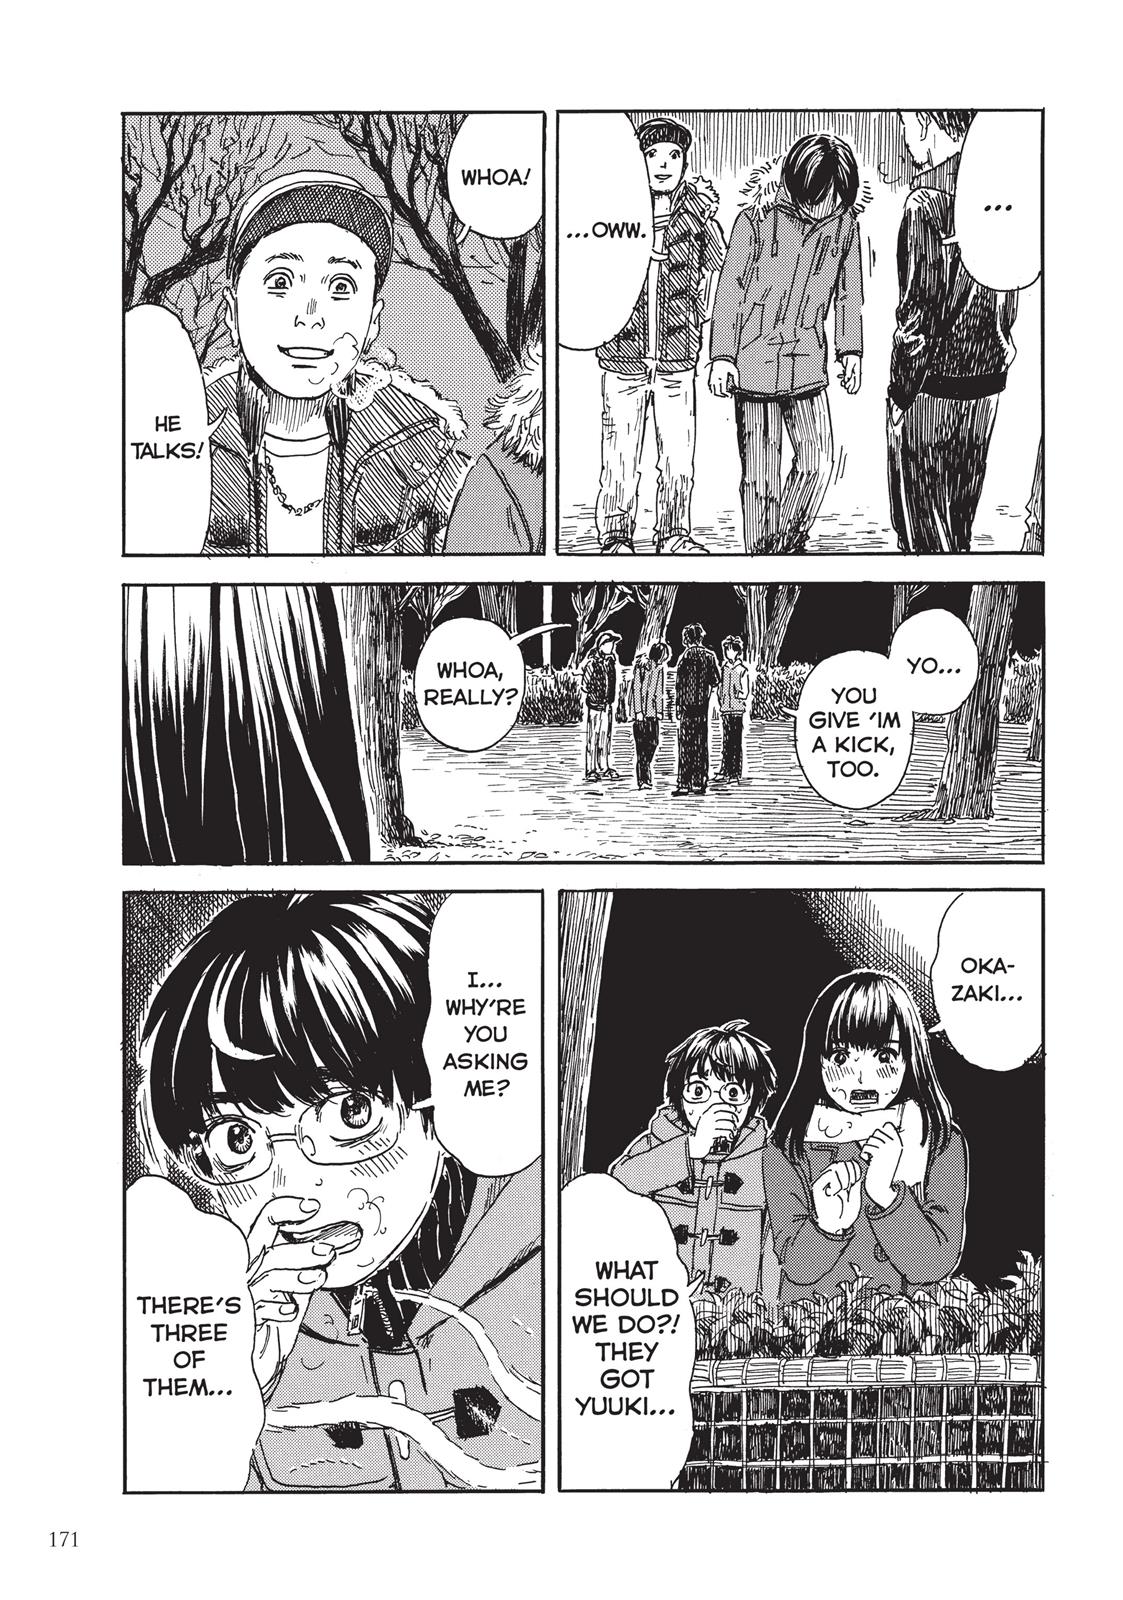 ...
...OWW.
WHOA!
HE
TALKS!
YO...
YOU
GIVE 'IM
A KICK,
TOO.
WHOA,
REALLY?
OKA-
ZAKI...
WHAT
SHOULD
WE DO?!
THEY
GOT
YUUKI...
I...
WHY'RE
YOU
ASKING
ME?
THERE'S
THREE
OF
THEM...
171